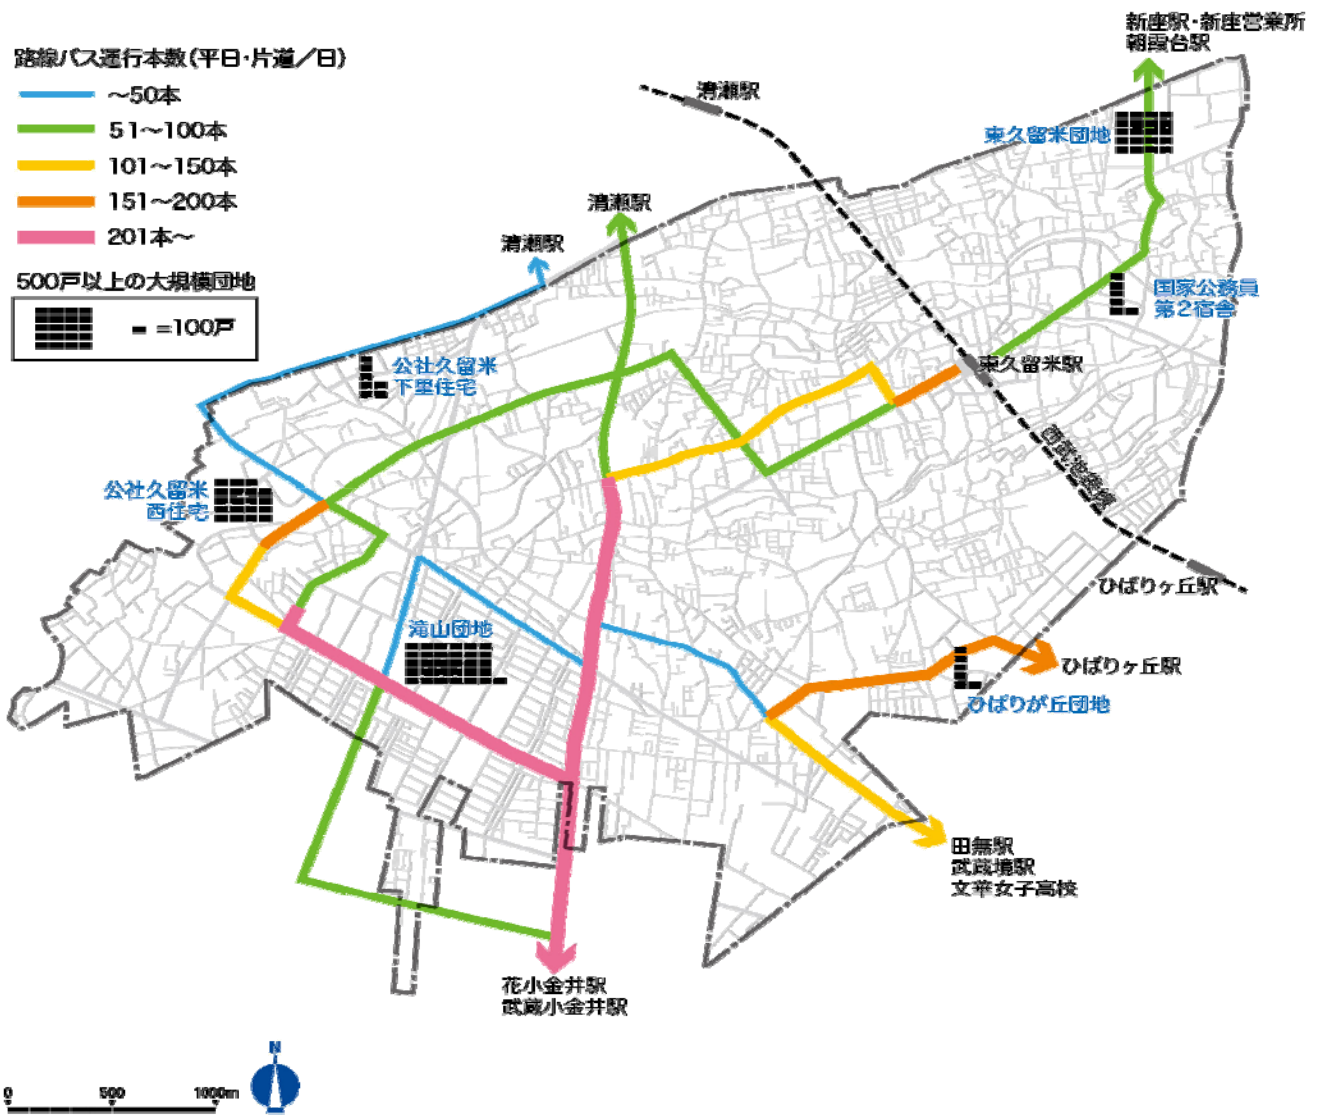 新座駅・新座営業所
朝霞台駅
路線バス運行本数(平日・片道／日)
～50本
51～100本
101～150本
151～200本
201本～
500戸以上の大規模団地
=100戸
清瀬駅
東久留米団地
清瀬駅
清瀬駅
国家公務員
第2宿舎
公社久留米
下里住宅
東久留米駅
西武池袋線
公社久留米
西住宅
ひばりヶ丘駅
滝山団地
ひばりヶ丘駅
ひばりが丘団地
田無駅
武蔵境駅
文華女子高校
花小金井駅
武蔵小金井駅
N
0 500 1000m